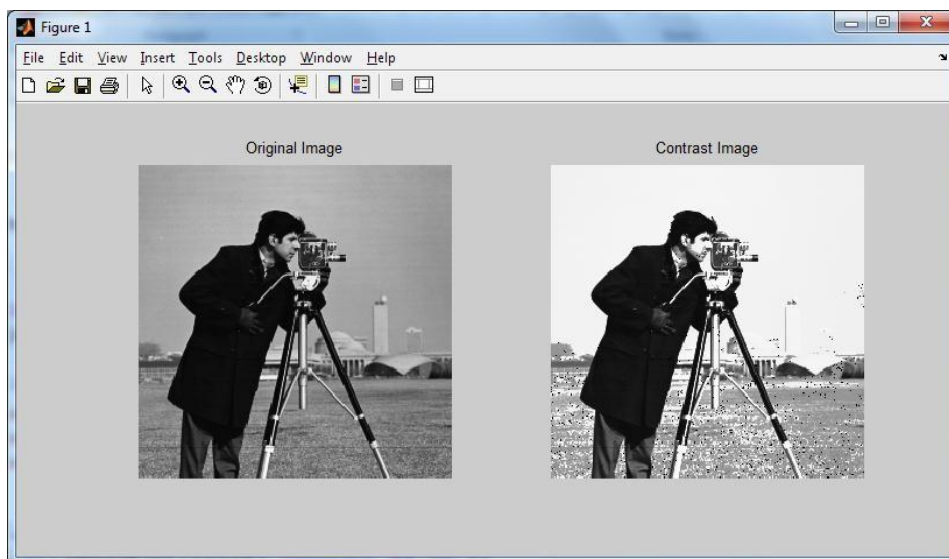 Figure 1
File Edit View Insert Tools Desktop Window Help
Original Image
Contrast Image